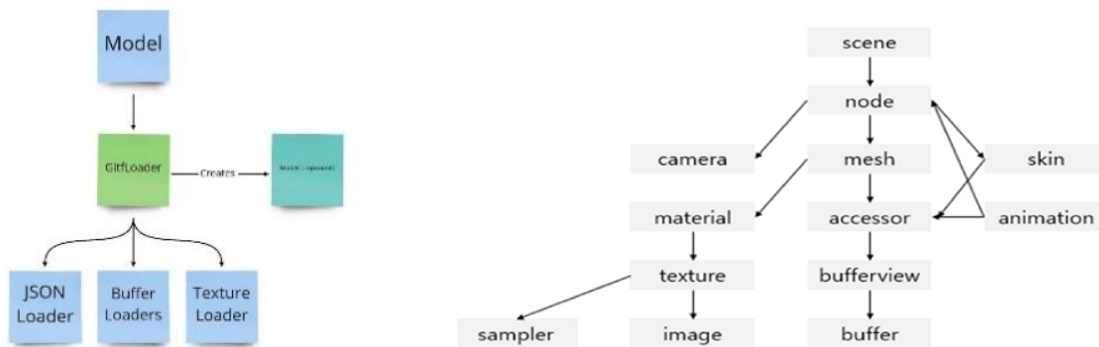 Model
GltfLoader
Creates
JSON
Loader
Buffer
Loaders
Texture
Loader
scene
node
camera
mesh
skin
material
accessor
animation
texture
bufferview
sampler
image
buffer